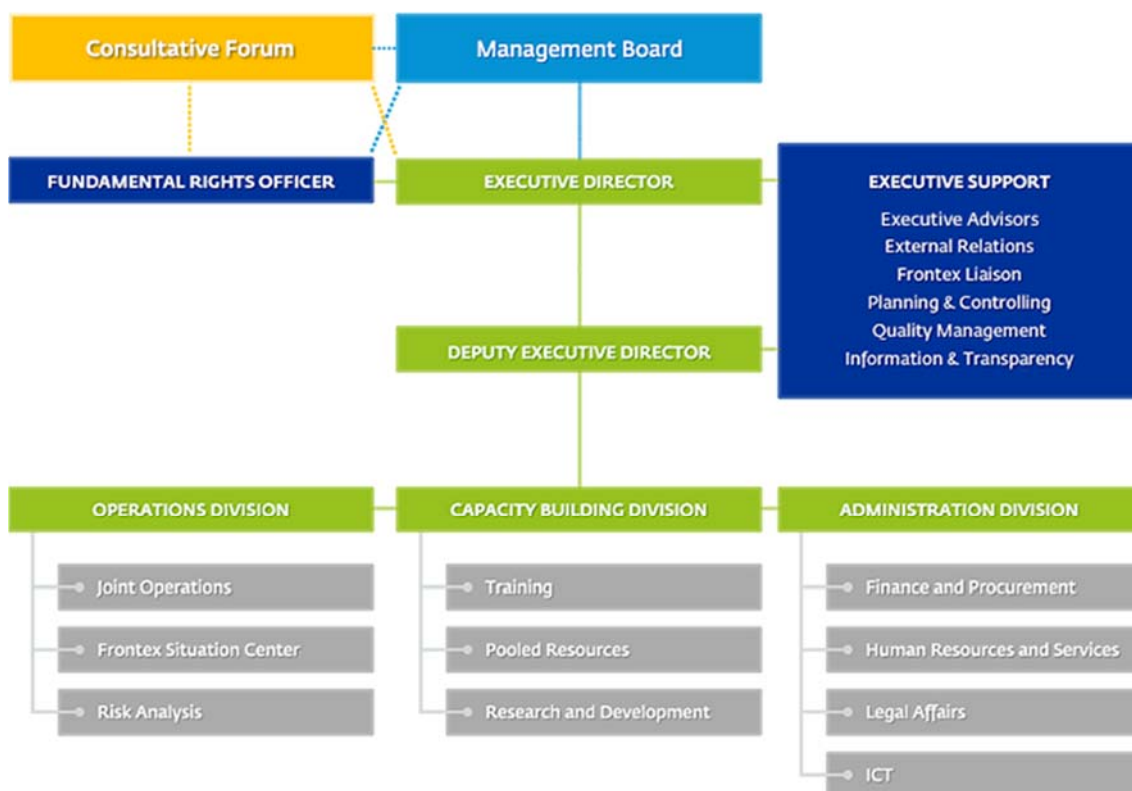 Consultative Forum
Management Board
FUNDAMENTAL RIGHTS OFFICER
EXECUTIVE DIRECTOR
EXECUTIVE SUPPORT
Executive Advisors
External Relations
Frontex Liaison
Planning & Controlling
Quality Management
Information & Transparency
DEPUTY EXECUTIVE DIRECTOR
OPERATIONS DIVISION
Joint Operations
Frontex Situation Center
Risk Analysis
CAPACITY BUILDING DIVISION
Training
Pooled Resources
Research and Development
ADMINISTRATION DIVISION
Finance and Procurement
Human Resources and Services
Legal Affairs
ICT